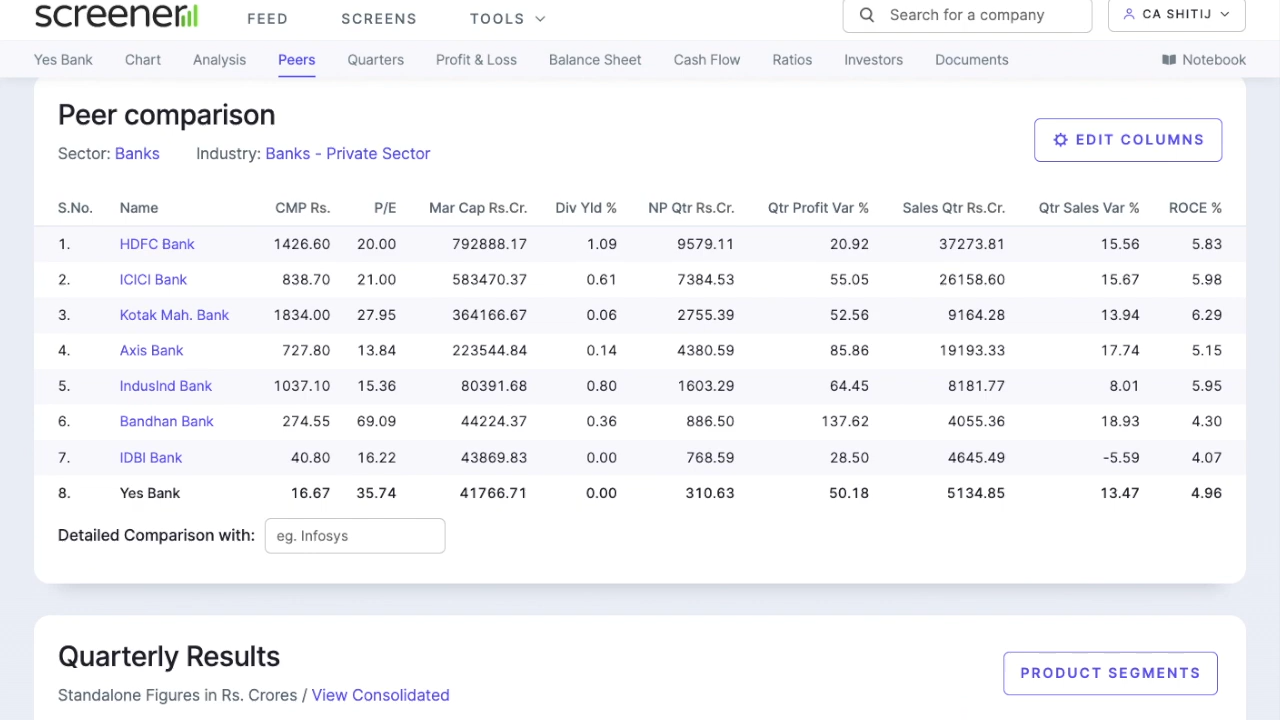 screener
FEED SCREENS TOOLS
Search for a company
CA SHITIJ
Yes Bank Chart Analysis Peers Quarters Profit & Loss Balance Sheet Cash Flow Ratios Investors Documents Notebook
Peer comparison
Sector: Banks Industry: Banks - Private Sector
EDIT COLUMNS
S.No. Name CMP Rs. P/E Mar Cap Rs.Cr. Div Yld % NP Qtr Rs.Cr. Qtr Profit Var % Sales Qtr Rs.Cr. Qtr Sales Var % ROCE %
1. HDFC Bank 1426.60 20.00 792888.17 1.09 9579.11 20.92 37273.81 15.56 5.83
2. ICICI Bank 838.70 21.00 583470.37 0.61 7384.53 55.05 26158.60 15.67 5.98
3. Kotak Mah. Bank 1834.00 27.95 364166.67 0.06 2755.39 52.56 9164.28 13.94 6.29
4. Axis Bank 727.80 13.84 223544.84 0.14 4380.59 85.86 19193.33 17.74 5.15
5. IndusInd Bank 1037.10 15.36 80391.68 0.80 1603.29 64.45 8181.77 8.01 5.95
6. Bandhan Bank 274.55 69.09 44224.37 0.36 886.50 137.62 4055.36 18.93 4.30
7. IDBI Bank 40.80 16.22 43869.83 0.00 768.59 28.50 4645.49 -5.59 4.07
8. Yes Bank 16.67 35.74 41766.71 0.00 310.63 50.18 5134.85 13.47 4.96
Detailed Comparison with: eg. Infosys
Quarterly Results
PRODUCT SEGMENTS
Standalone Figures in Rs. Crores / View Consolidated